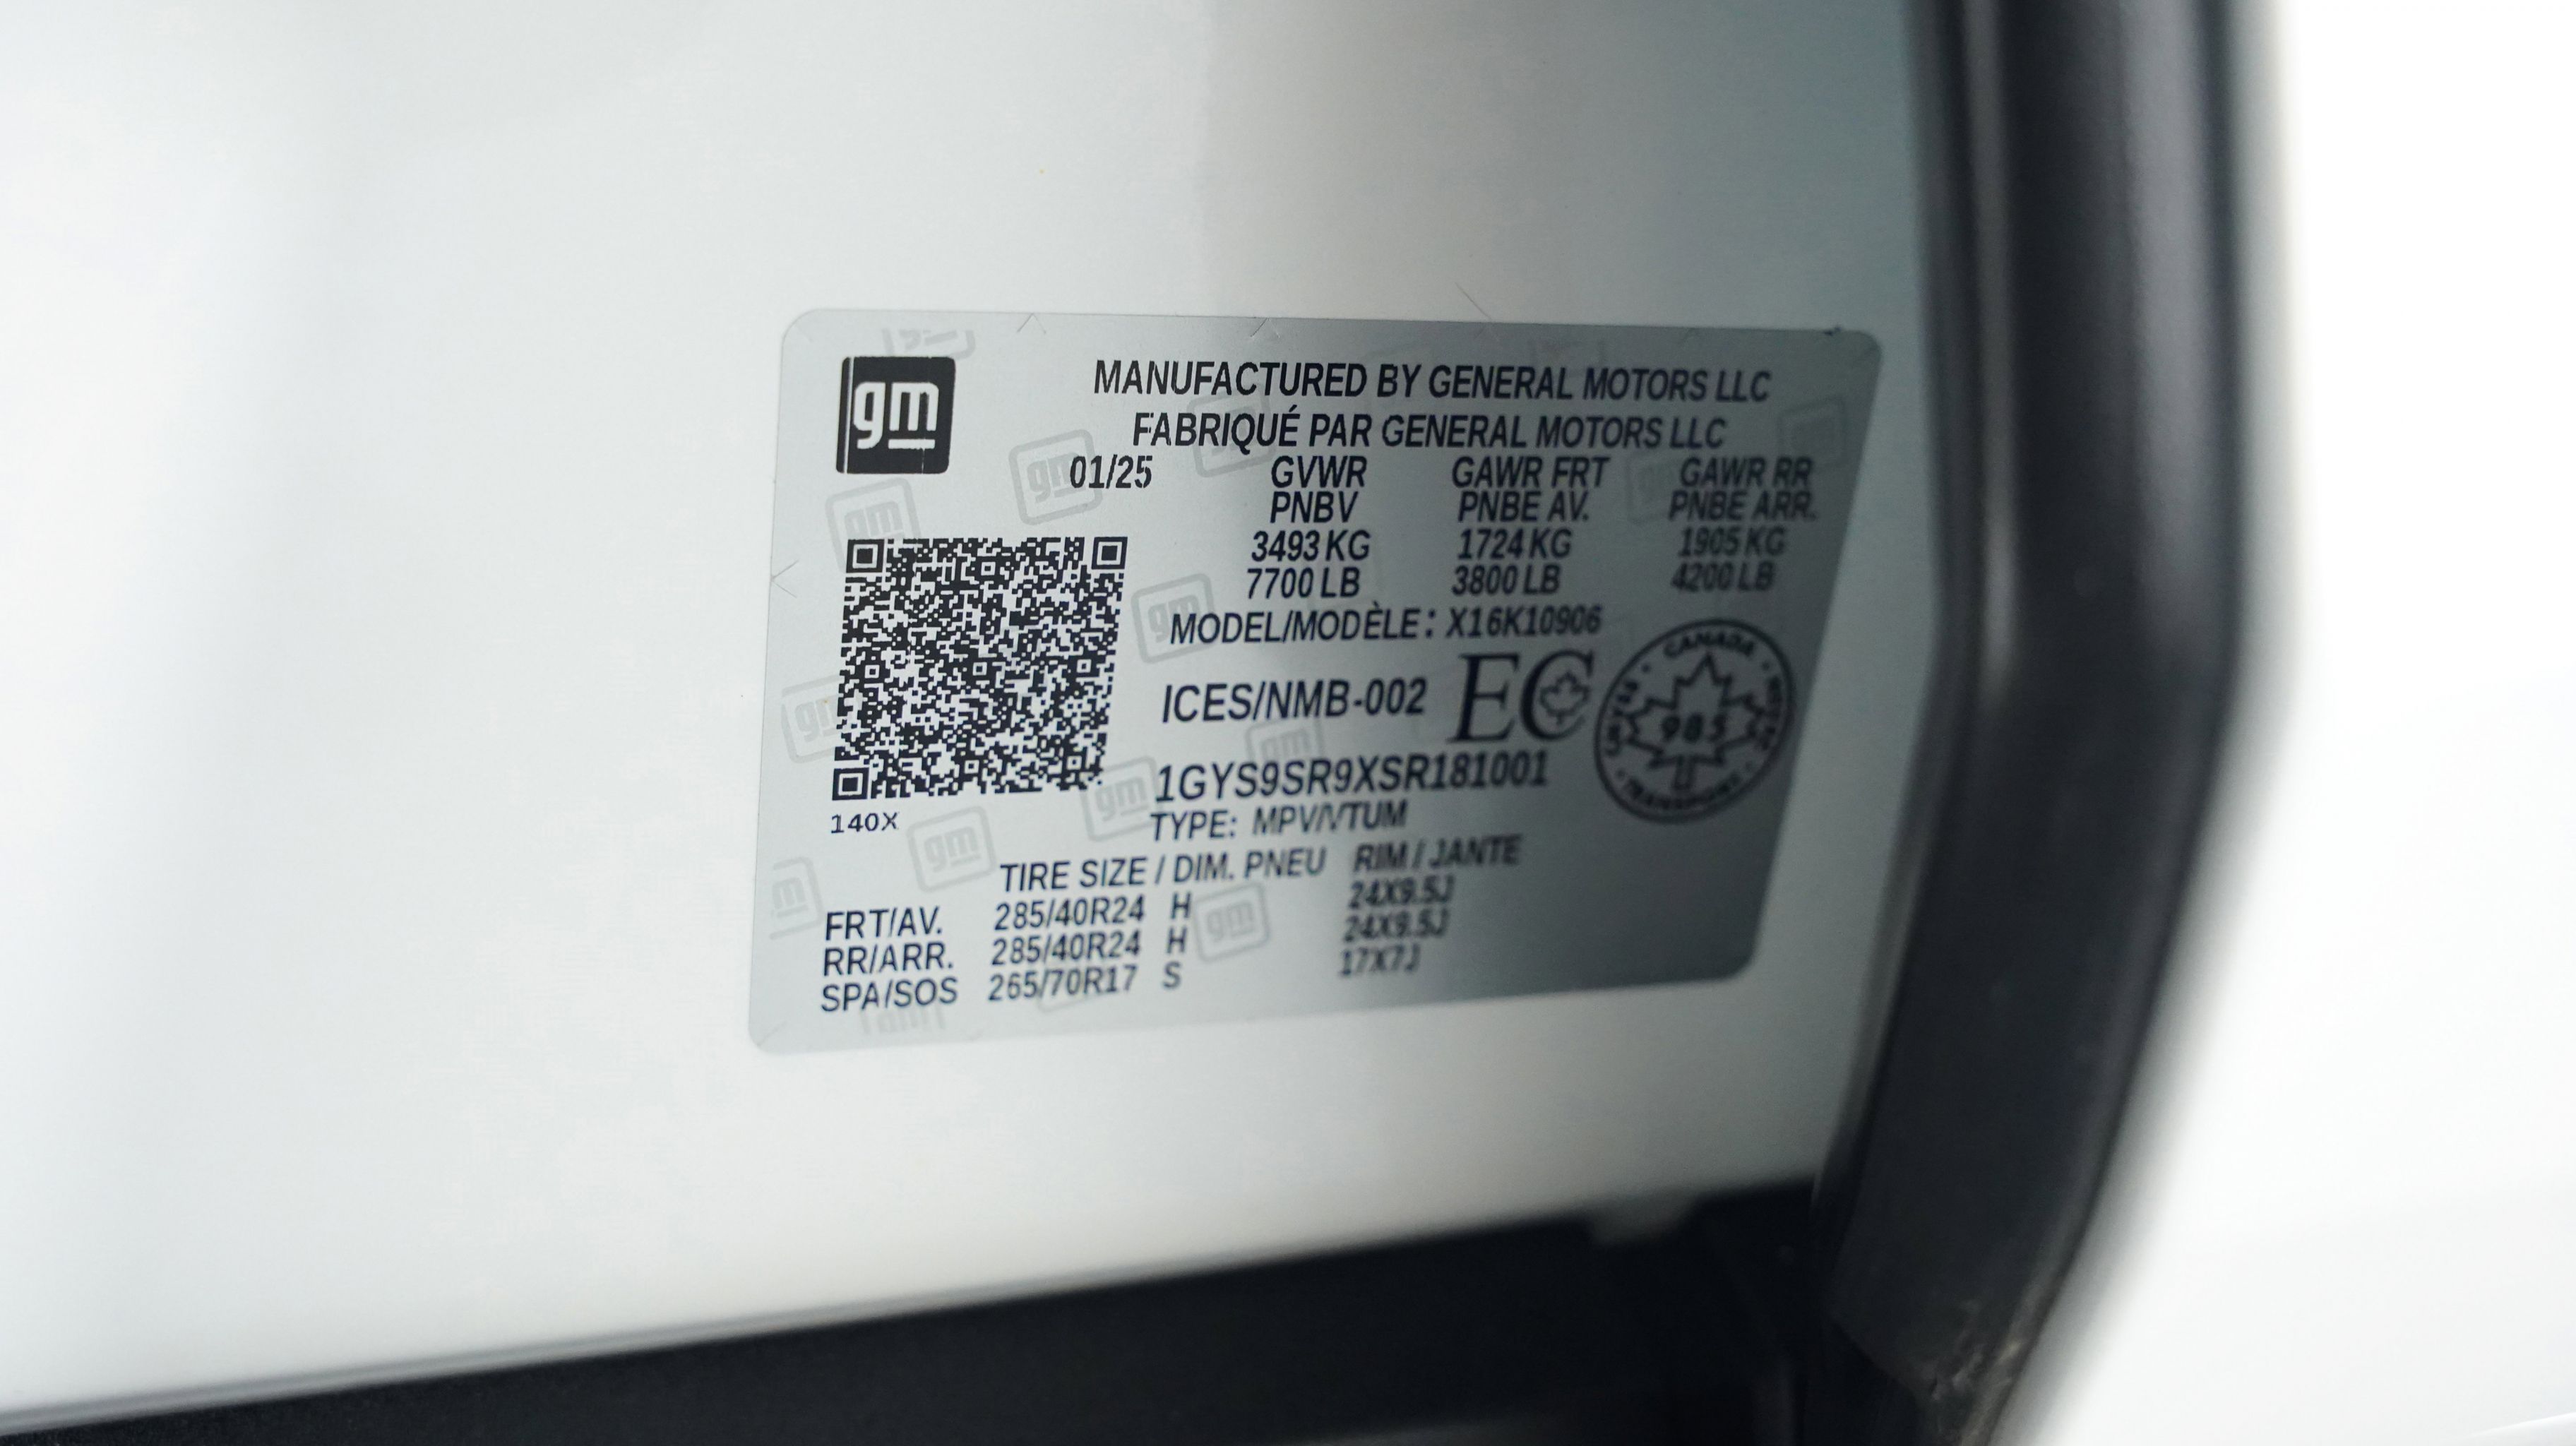 gm
MANUFACTURED BY GENERAL MOTORS LLC
FABRIQUÉ PAR GENERAL MOTORS LLC
01/25 GVWR GAWR FRT GAWR RR
PNBV PNBE AV. PNBE ARR.
3493 KG 1724 KG 1905 KG
7700 LB 3800 LB 4200 LB
MODEL/MODÈLE: X16K10906
ICES/NMB-002 EC
CANADA
985
TRANSPORT
1GYS9SR9XSR181001
140X
TYPE: MPV/VTUM
TIRE SIZE / DIM. PNEU RIM / JANTE
FRT/AV. 285/40R24 H 24X9.5J
RR/ARR. 285/40R24 H 24X9.5J
SPA/SOS 265/70R17 S 17X7J